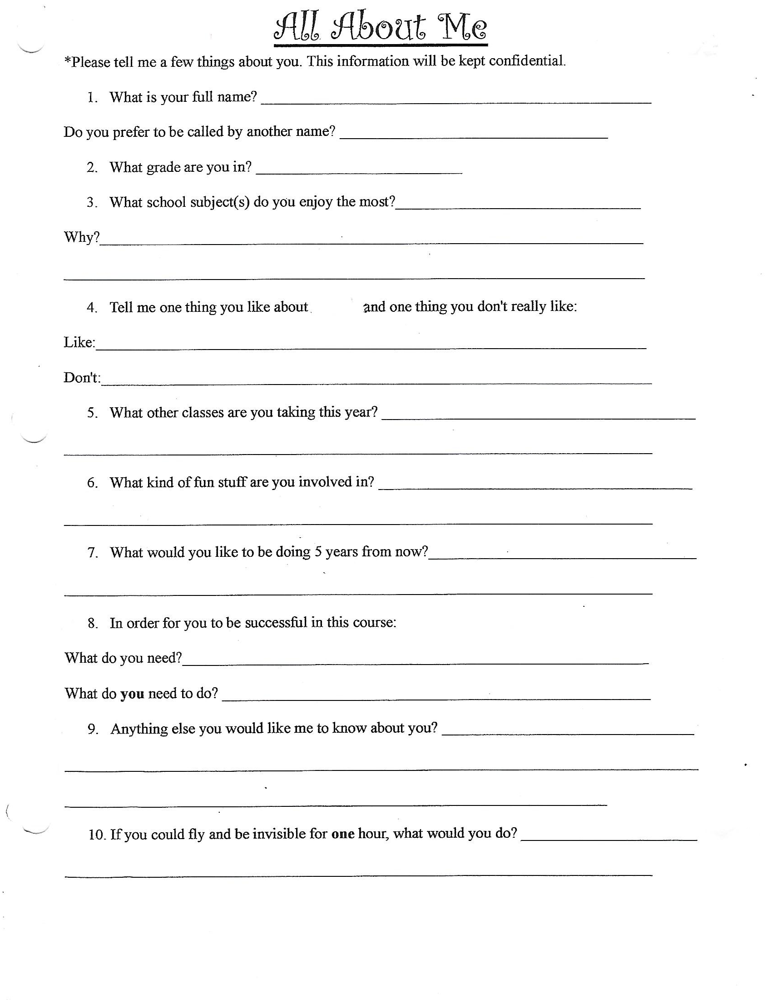 All About Me
*Please tell me a few things about you. This information will be kept confidential.
1. What is your full name?
Do you prefer to be called by another name?
2. What grade are you in?
3. What school subject(s) do you enjoy the most?
Why?
4. Tell me one thing you like about and one thing you don't really like:
Like:
Don't:
5. What other classes are you taking this year?
6. What kind of fun stuff are you involved in?
7. What would you like to be doing 5 years from now?
8. In order for you to be successful in this course:
What do you need?
What do you need to do?
9. Anything else you would like me to know about you?
10. If you could fly and be invisible for one hour, what would you do?